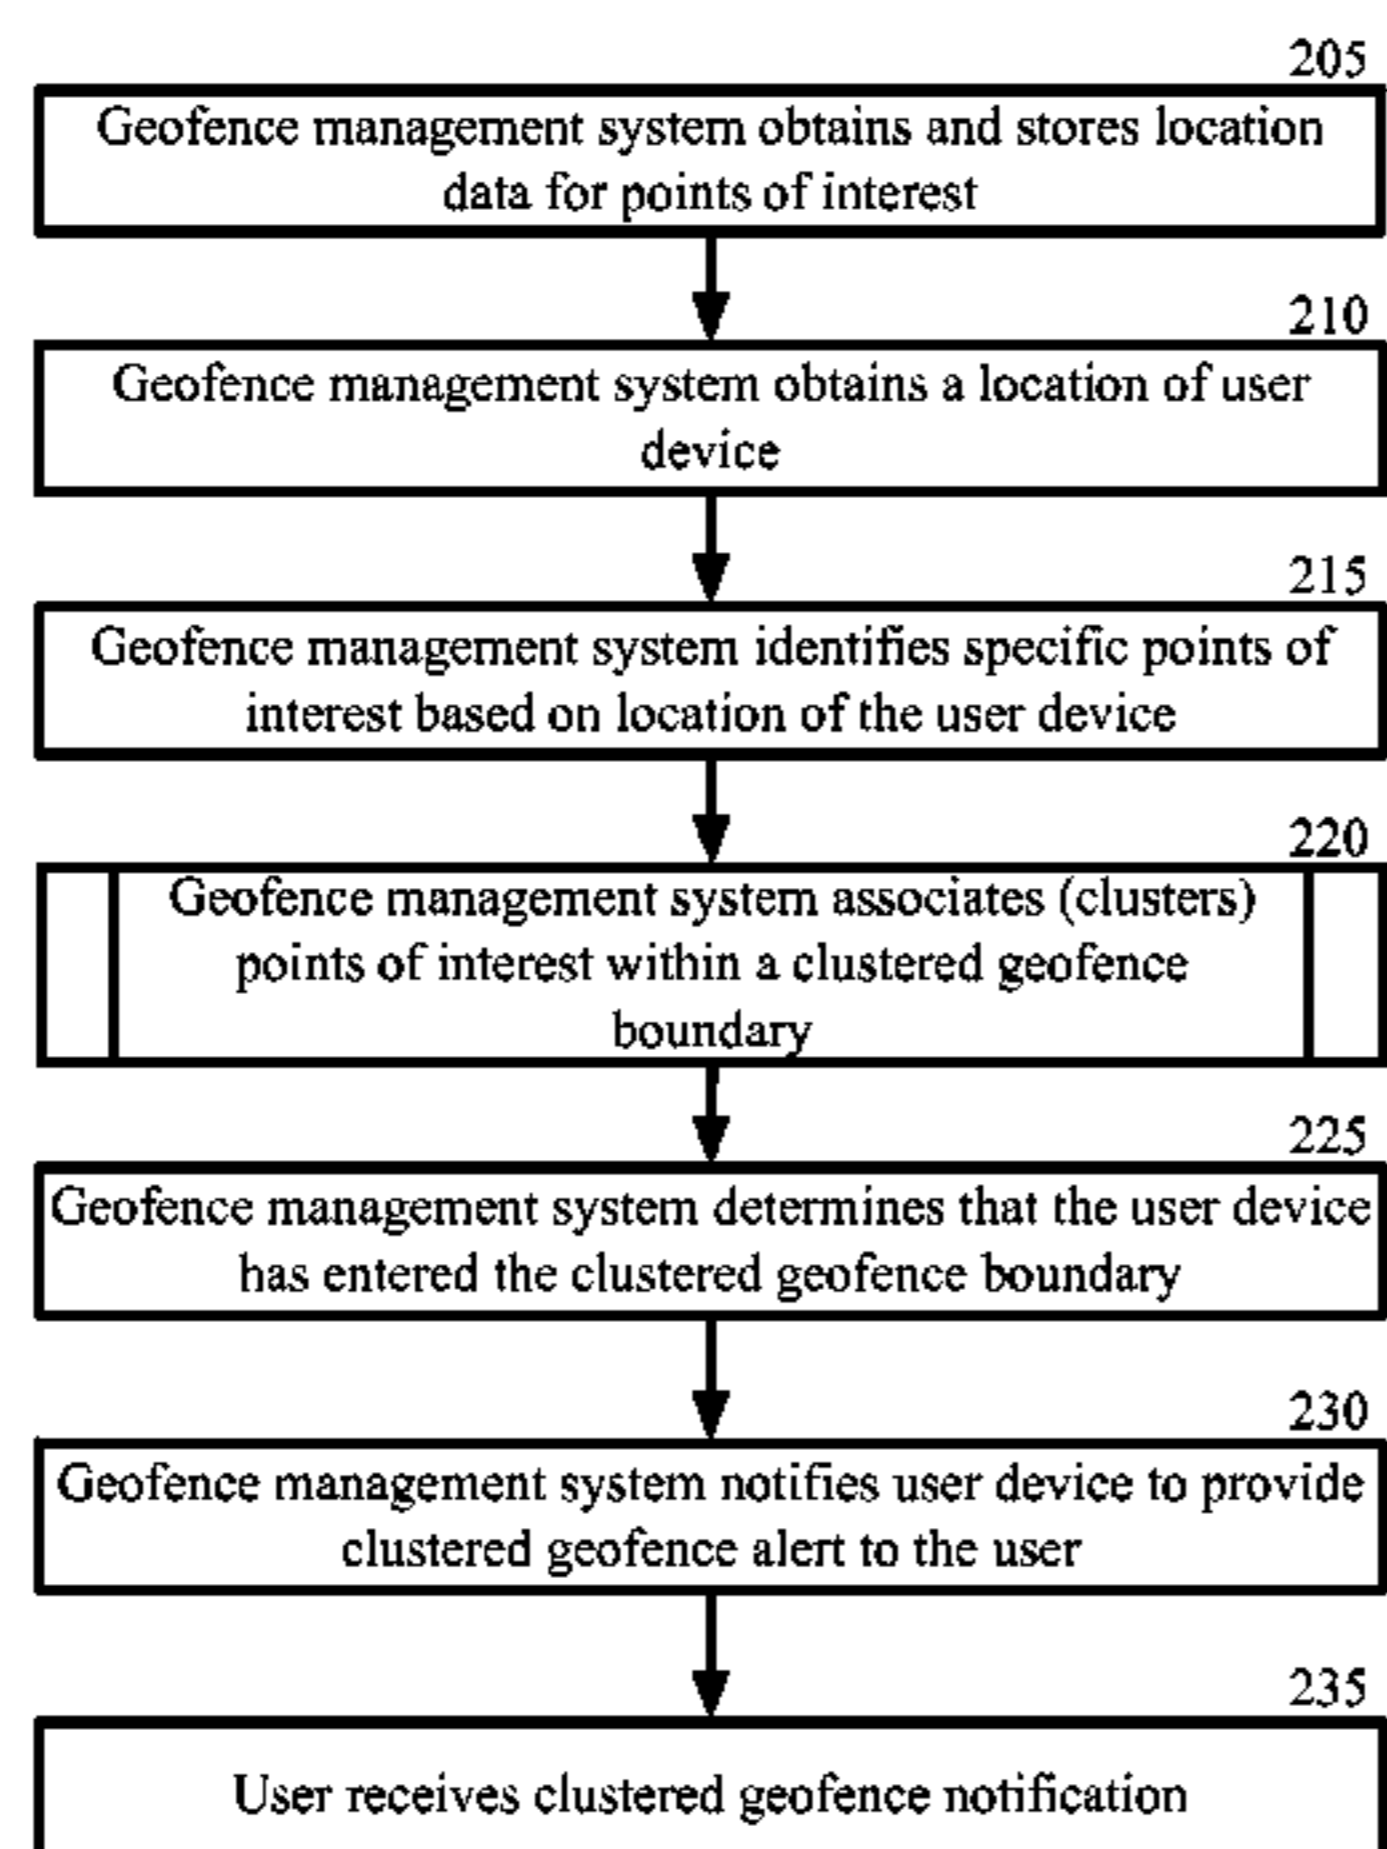 205
Geofence management system obtains and stores location
data for points of interest
210
Geofence management system obtains a location of user
device
215
Geofence management system identifies specific points of
interest based on location of the user device
220
Geofence management system associates (clusters)
points of interest within a clustered geofence
boundary
225
Geofence management system determines that the user device
has entered the clustered geofence boundary
230
Geofence management system notifies user device to provide
clustered geofence alert to the user
235
User receives clustered geofence notification